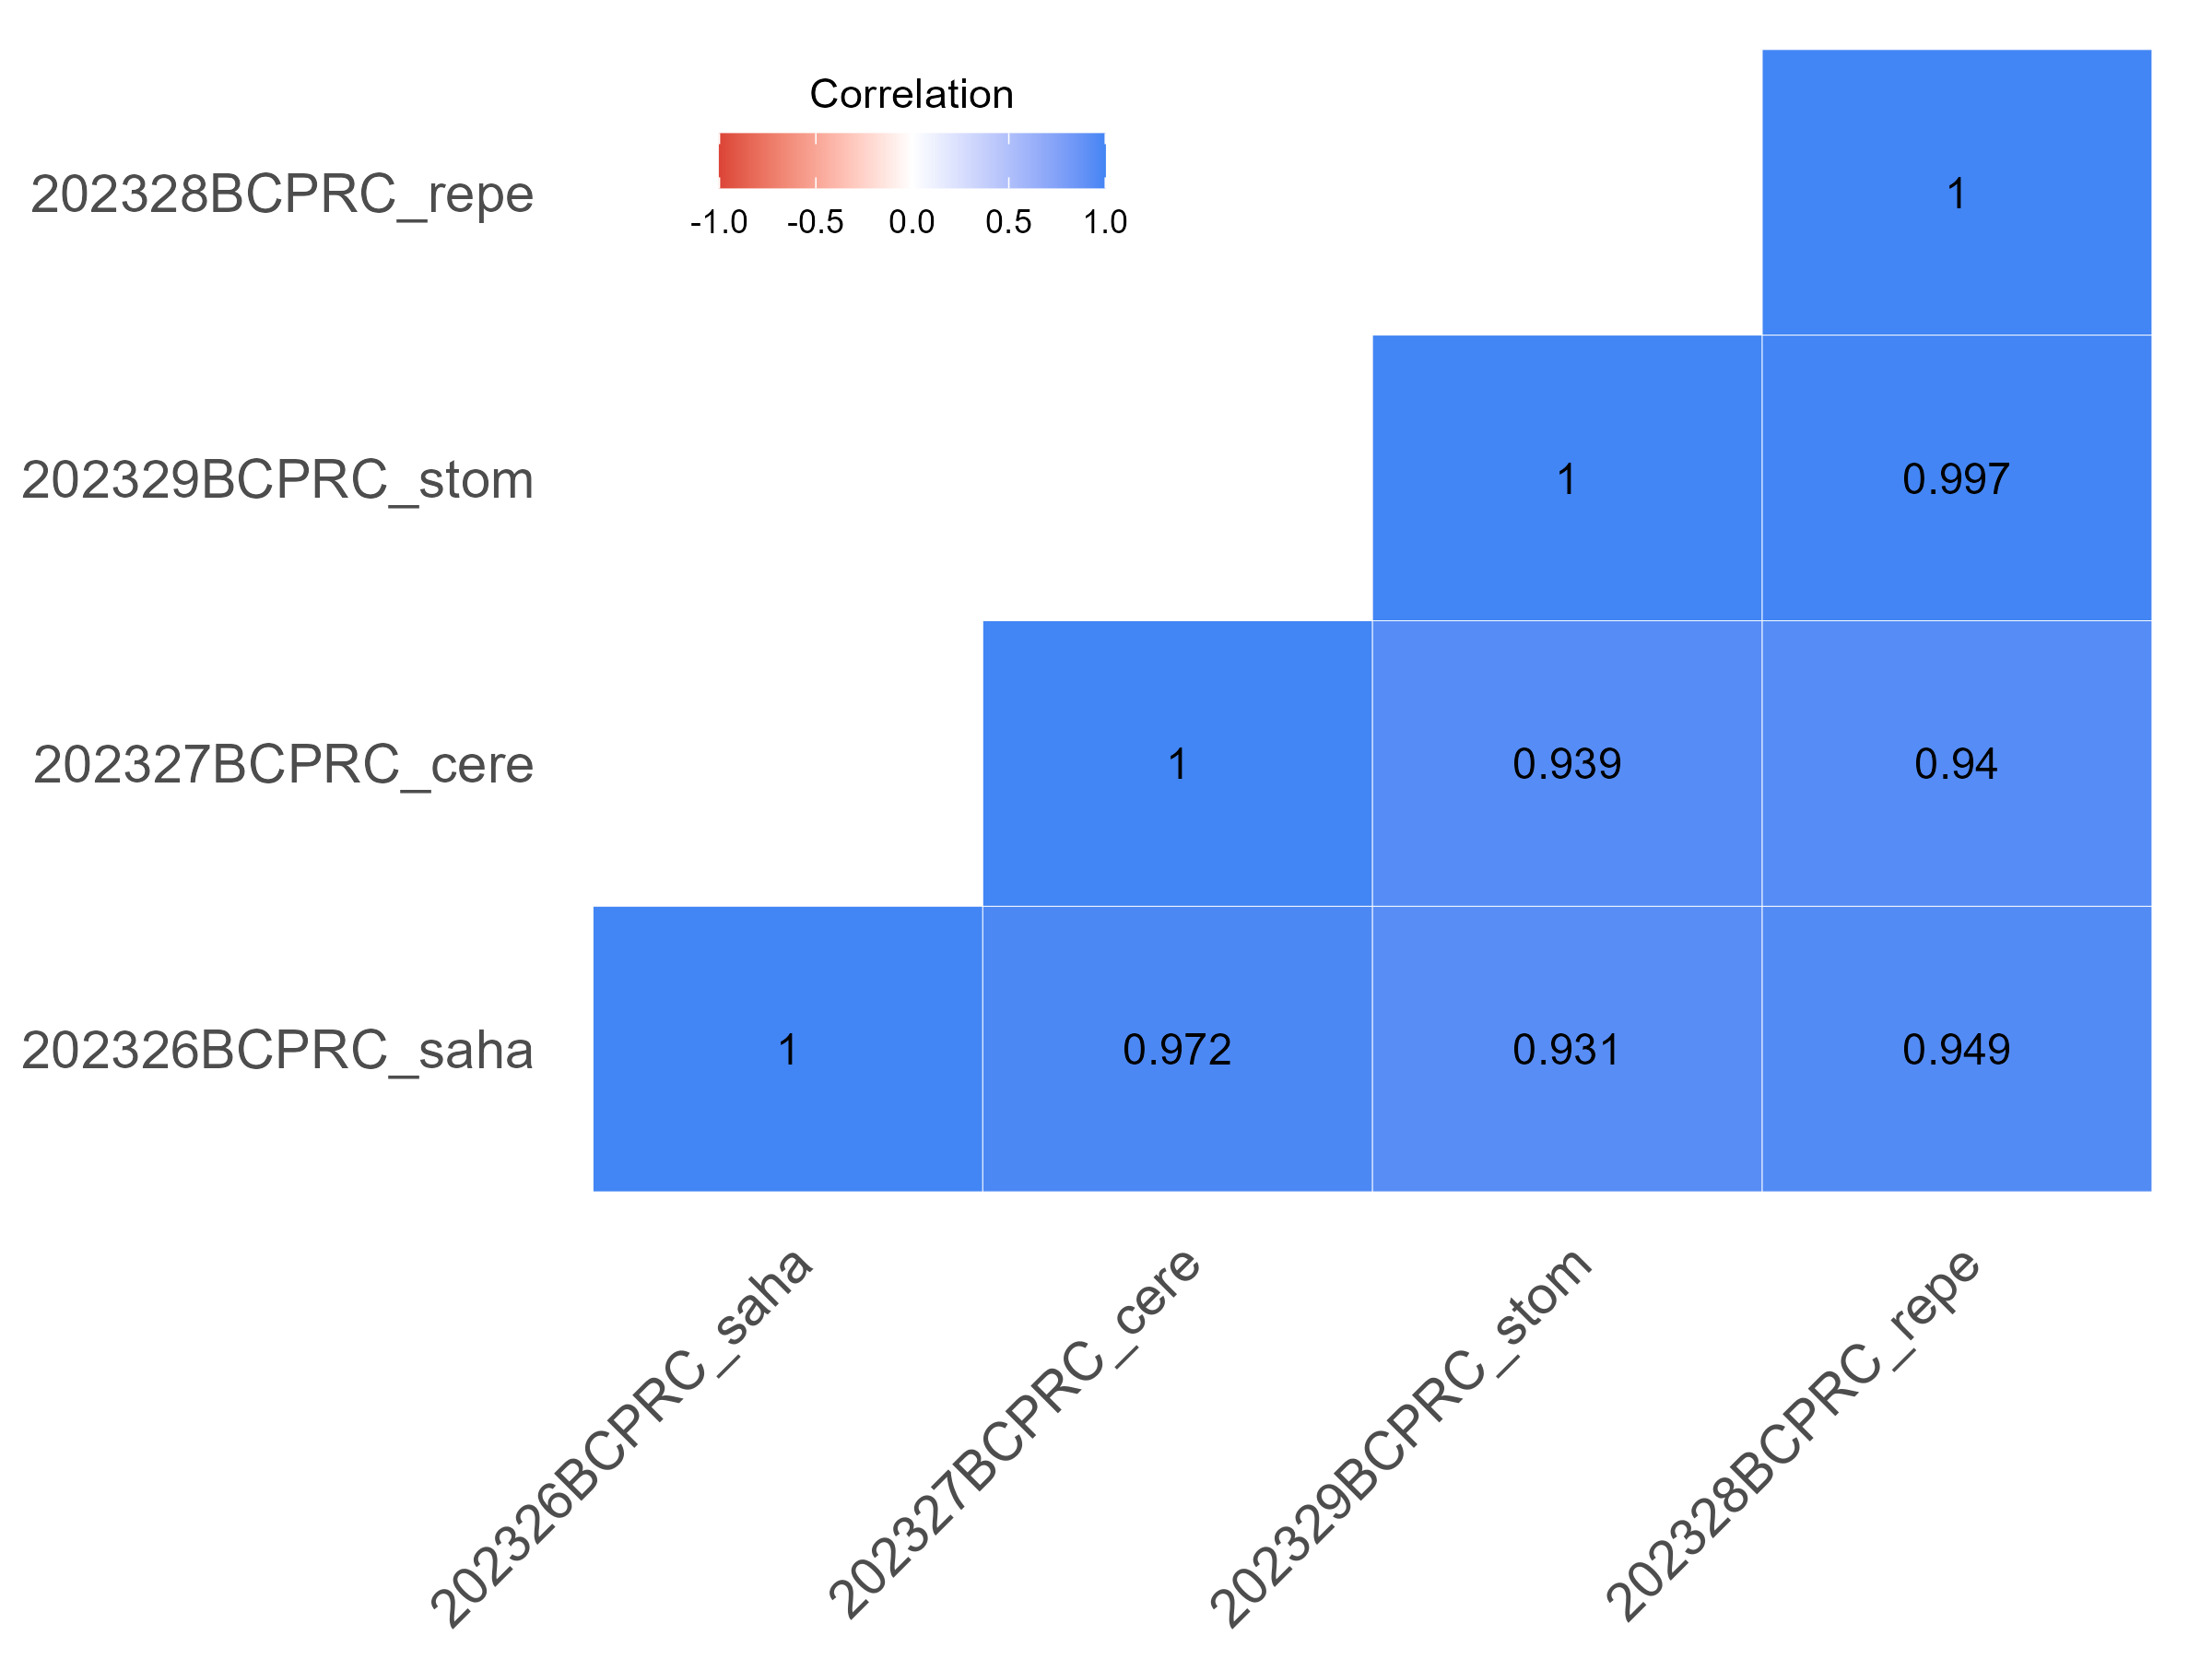 Correlation
-1.0 -0.5 0.0 0.5 1.0
202328BCPRC_repe 1
202329BCPRC_stom 1 0.997
202327BCPRC_cere 1 0.939 0.94
202326BCPRC_saha 1 0.972 0.931 0.949
202326BCPRC_saha 202327BCPRC_cere 202329BCPRC_stom 202328BCPRC_repe